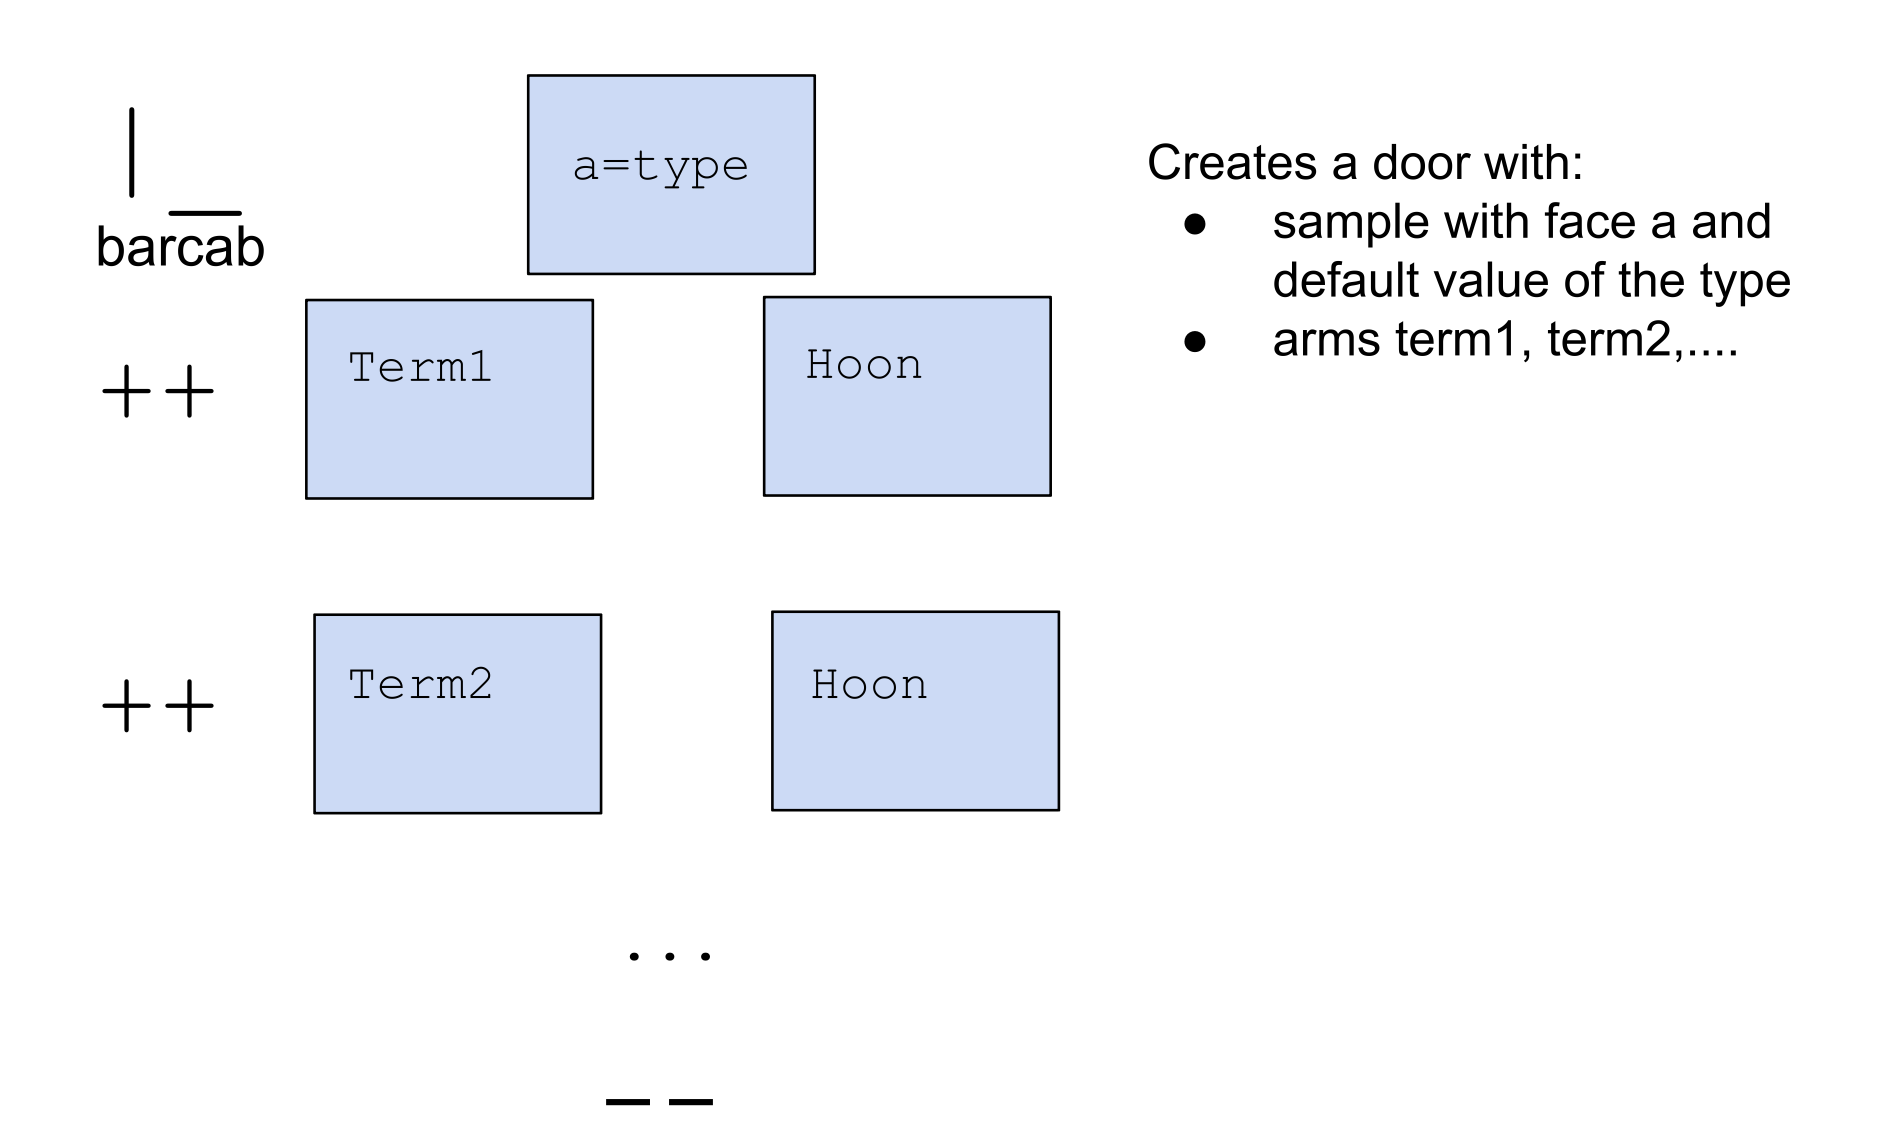 |_
a=type
barcab
++ Term1 Hoon
++ Term2 Hoon
...
--
Creates a door with:
● sample with face a and
default value of the type
● arms term1, term2,....